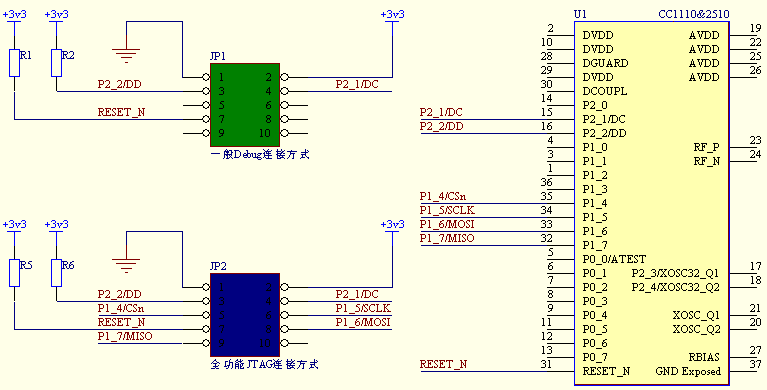 +3v3 +3v3 +3v3
R1 R2
JP1
1 2
P2_2/DD 3 4 P2_1/DC
5 6
RESET_N 7 8
9 10
一般Debug连接方式
+3v3 +3v3 +3v3
R5 R6
JP2
1 2
P2_2/DD 3 4 P2_1/DC
P1_4/CSn 5 6 P1_5/SCLK
RESET_N 7 8 P1_6/MOSI
P1_7/MISO 9 10
全功能JTAG连接方式
U1 CC1110&2510
2 DVDD AVDD 19
10 DVDD AVDD 22
28 DGUARD AVDD 25
29 DVDD AVDD 26
30 DCOUPL
14 P2_0
P2_1/DC 15 P2_1/DC
P2_2/DD 16 P2_2/DD
4 P1_0 RF_P 23
3 P1_1 RF_N 24
1 P1_2
36 P1_3
P1_4/CSn 35 P1_4
P1_5/SCLK 34 P1_5
P1_6/MOSI 33 P1_6
P1_7/MISO 32 P1_7
5 P0_0/ATEST
6 P0_1 P2_3/XOSC32_Q1 17
7 P0_2 P2_4/XOSC32_Q2 18
8 P0_3
9 P0_4 XOSC_Q1 21
11 P0_5 XOSC_Q2 20
12 P0_6
13 P0_7 RBIAS 27
RESET_N 31 RESET_N GND Exposed 37